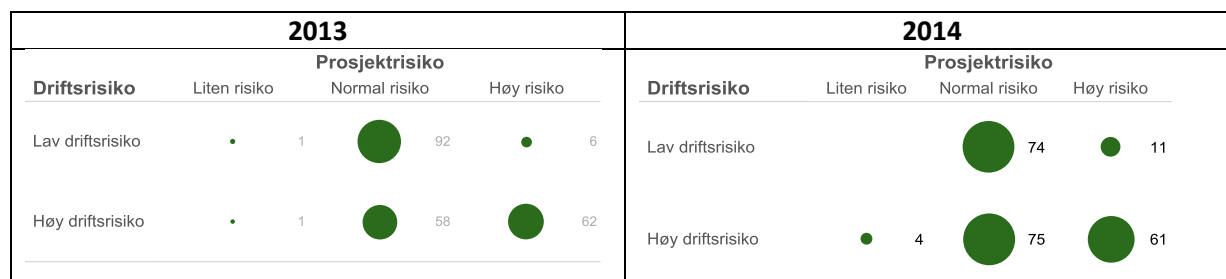 2013 2014
Prosjektrisiko Prosjektrisiko
Driftsrisiko Liten risiko Normal risiko Høy risiko Driftsrisiko Liten risiko Normal risiko Høy risiko
Lav driftsrisiko 1 92 6 Lav driftsrisiko 74 11
Høy driftsrisiko 1 58 62 Høy driftsrisiko 4 75 61